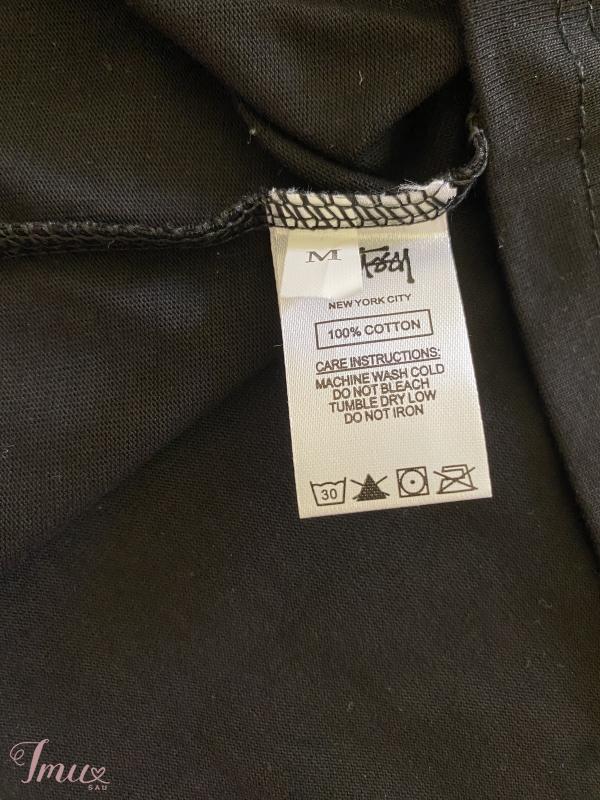 M
NEW YORK CITY
100% COTTON
CARE INSTRUCTIONS:
MACHINE WASH COLD
DO NOT BLEACH
TUMBLE DRY LOW
DO NOT IRON
30
Imu
SAU